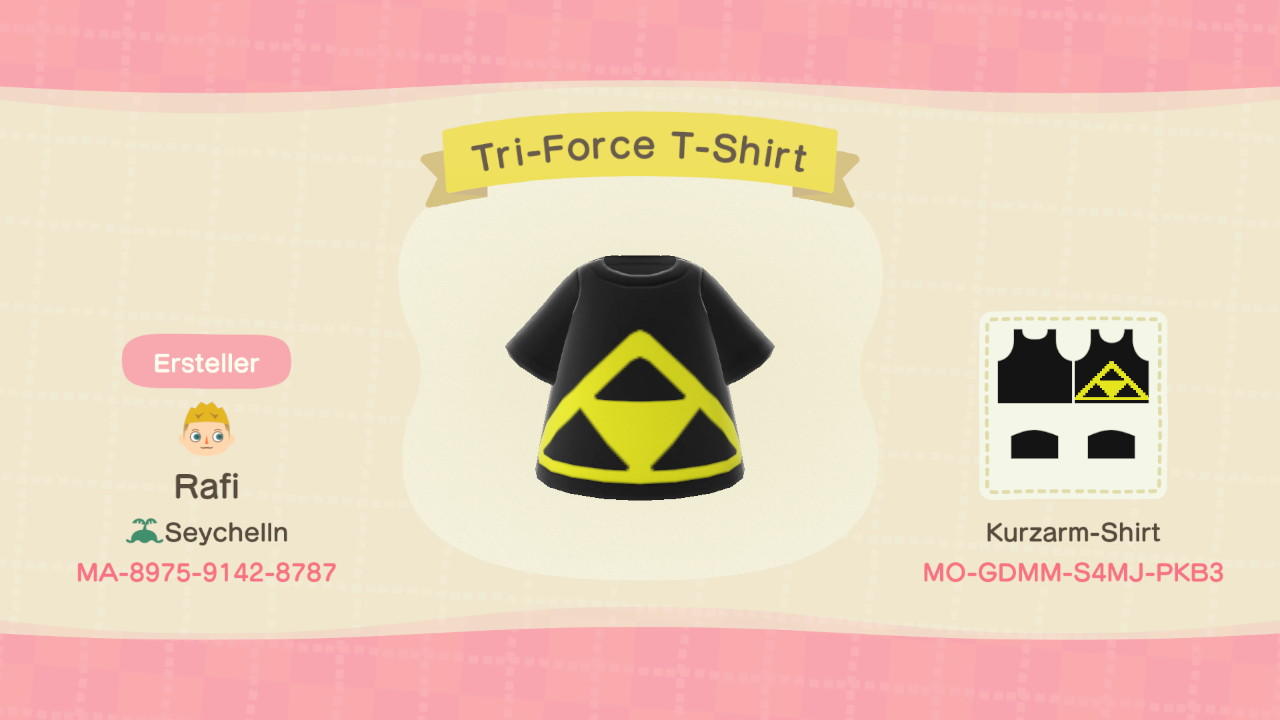 Tri-Force T-Shirt
Ersteller
Rafi
Seychelln
MA-8975-9142-8787
Kurzarm-Shirt
MO-GDMM-S4MJ-PKB3